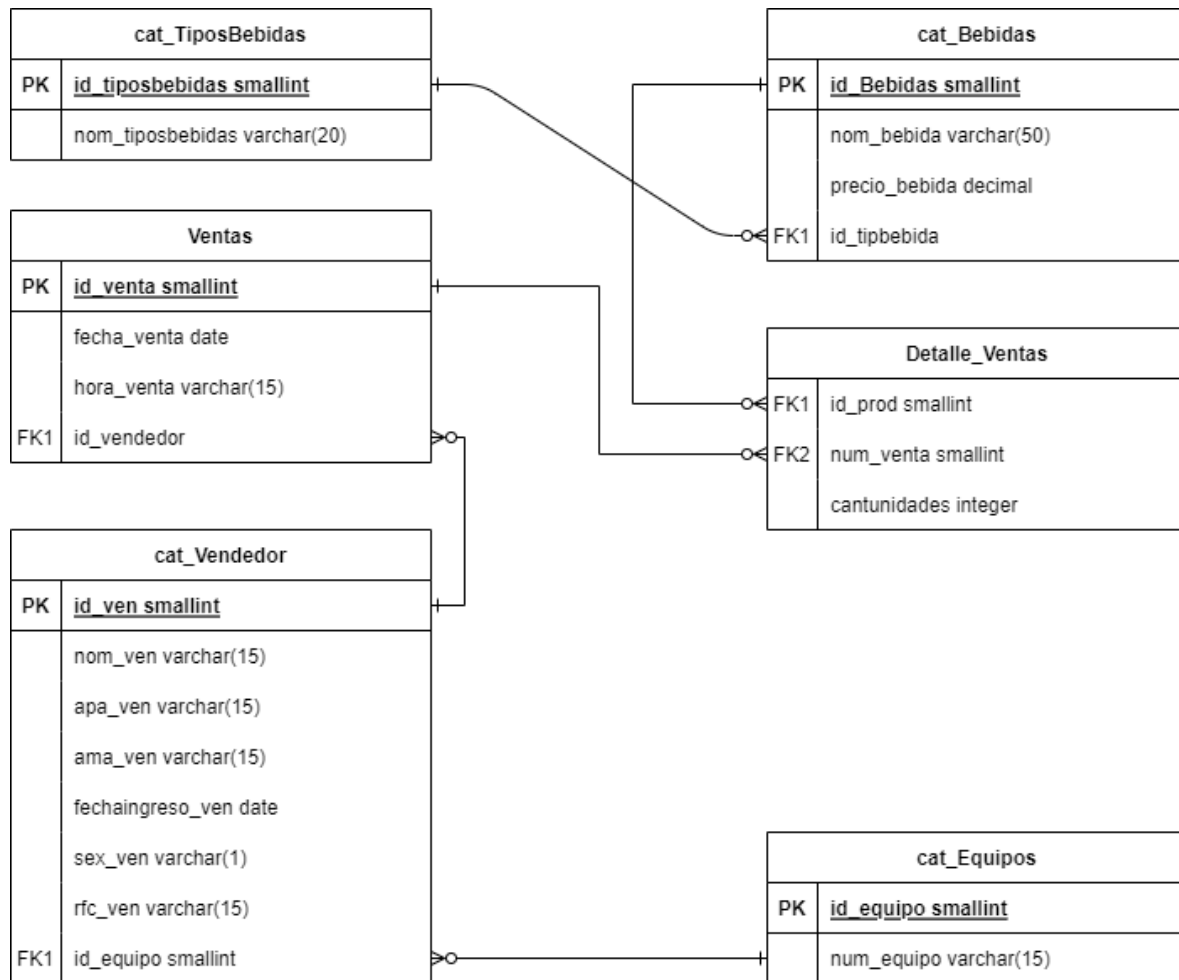 cat_TiposBebidas
PK id_tiposbebidas smallint
nom_tiposbebidas varchar(20)
cat_Bebidas
PK id_Bebidas smallint
nom_bebida varchar(50)
precio_bebida decimal
FK1 id_tipbebida
Ventas
PK id_venta smallint
fecha_venta date
hora_venta varchar(15)
FK1 id_vendedor
Detalle_Ventas
FK1 id_prod smallint
FK2 num_venta smallint
cantunidades integer
cat_Vendedor
PK id_ven smallint
nom_ven varchar(15)
apa_ven varchar(15)
ama_ven varchar(15)
fechaingreso_ven date
sex_ven varchar(1)
rfc_ven varchar(15)
FK1 id_equipo smallint
cat_Equipos
PK id_equipo smallint
num_equipo varchar(15)